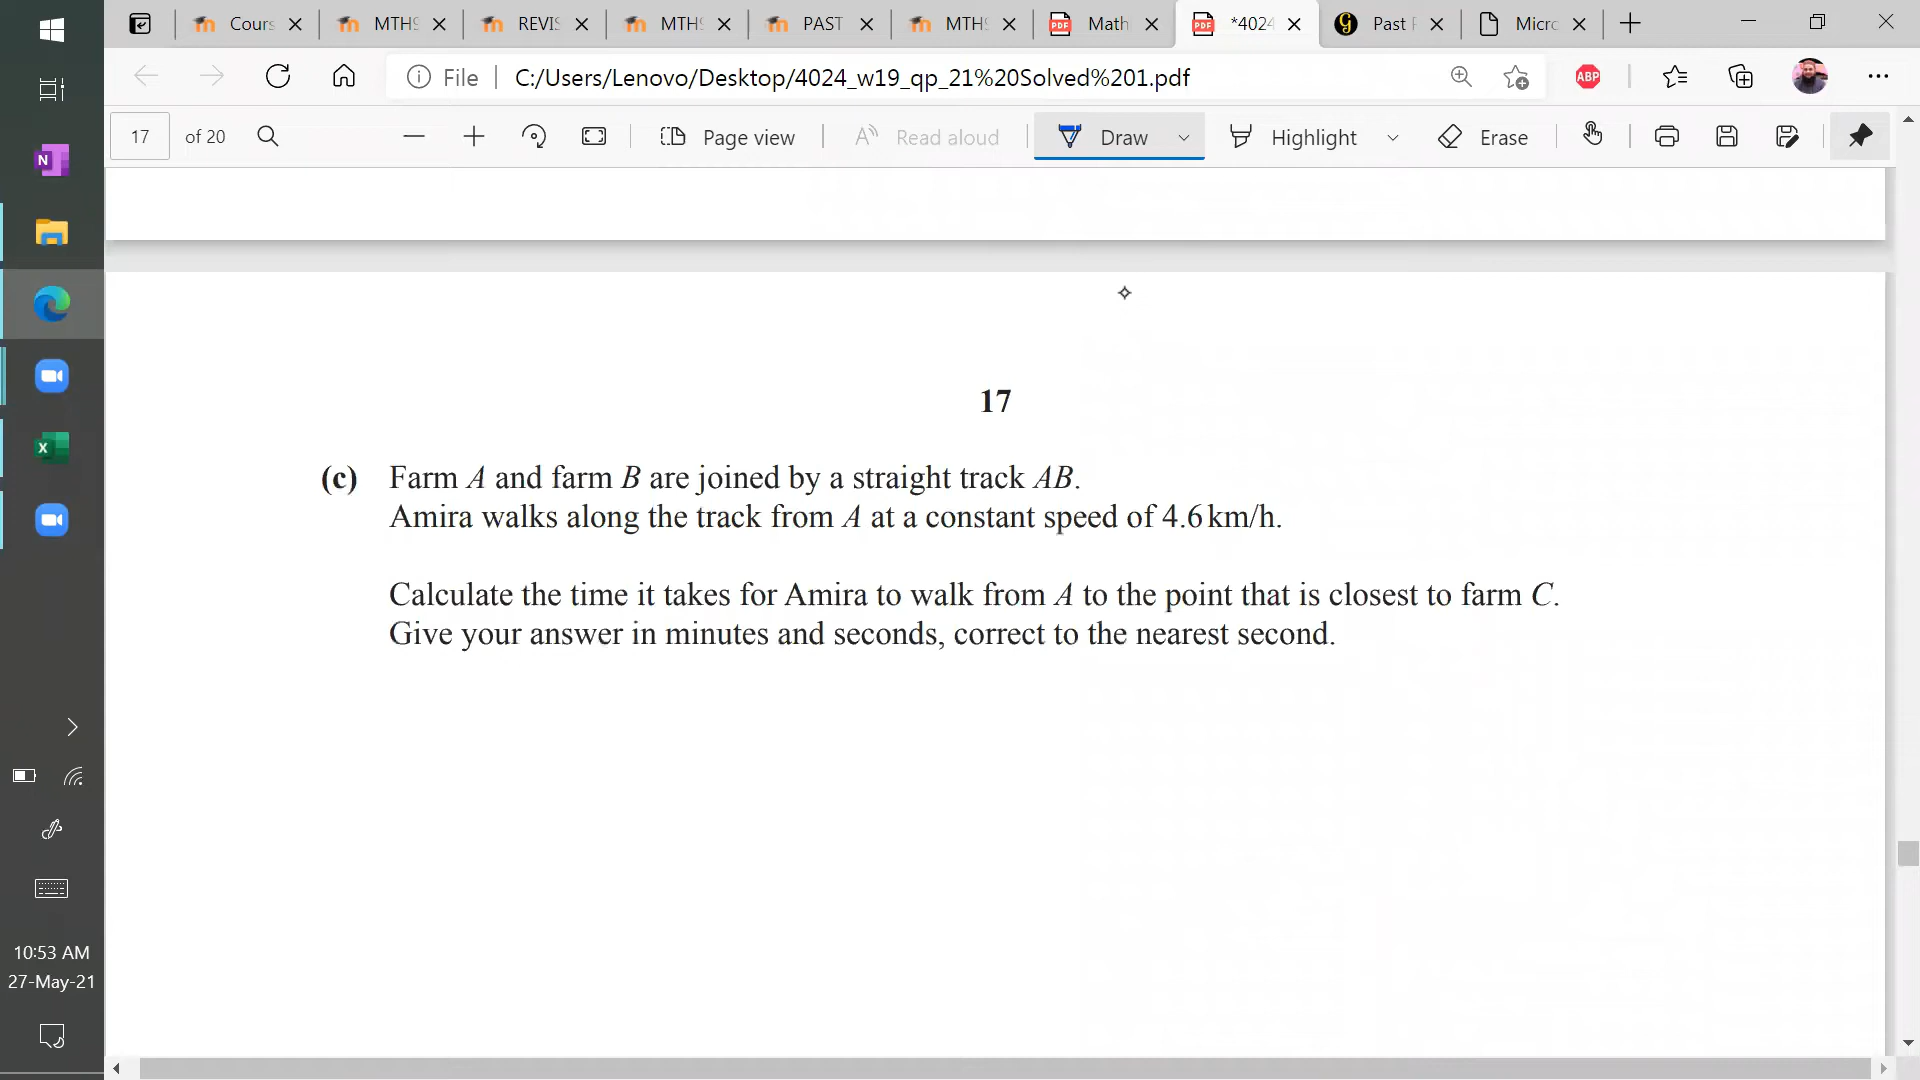 Cours
MTHS
REVIS
MTHS
PAST
MTHS
Math
*4024
Past P
Micro
File
C:/Users/Lenovo/Desktop/4024_w19_qp_21%20Solved%201.pdf
ABP
17 of 20
Page view
Read aloud
Draw
Highlight
Erase
17
(c) Farm A and farm B are joined by a straight track AB.
Amira walks along the track from A at a constant speed of 4.6 km/h.
Calculate the time it takes for Amira to walk from A to the point that is closest to farm C.
Give your answer in minutes and seconds, correct to the nearest second.
10:53 AM
27-May-21